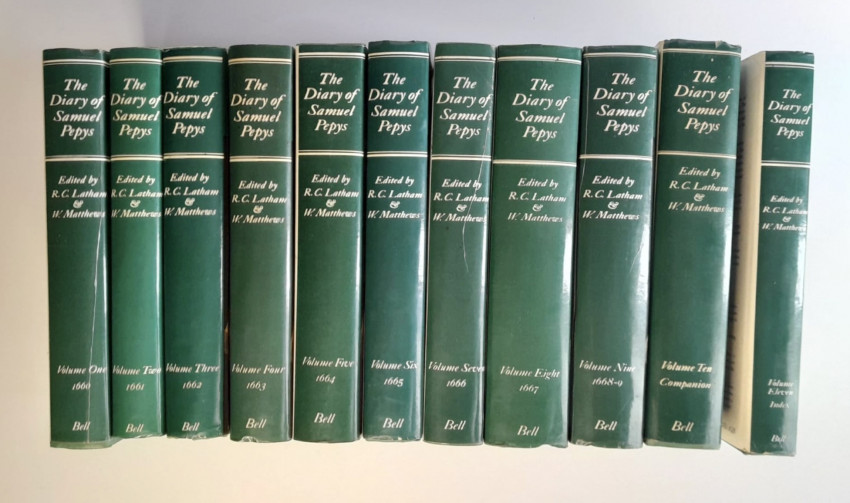 The
Diary of
Samuel
Pepys
Edited by
R. C. Latham
&
W. Matthews
Volume One
1660
Bell
The
Diary of
Samuel
Pepys
Edited by
R. C. Latham
&
W. Matthews
Volume Two
1661
Bell
The
Diary of
Samuel
Pepys
Edited by
R. C. Latham
&
W. Matthews
Volume Three
1662
Bell
The
Diary of
Samuel
Pepys
Edited by
R. C. Latham
&
W. Matthews
Volume Four
1663
Bell
The
Diary of
Samuel
Pepys
Edited by
R. C. Latham
&
W. Matthews
Volume Five
1664
Bell
The
Diary of
Samuel
Pepys
Edited by
R. C. Latham
&
W. Matthews
Volume Six
1665
Bell
The
Diary of
Samuel
Pepys
Edited by
R. C. Latham
&
W. Matthews
Volume Seven
1666
Bell
The
Diary of
Samuel
Pepys
Edited by
R. C. Latham
&
W. Matthews
Volume Eight
1667
Bell
The
Diary of
Samuel
Pepys
Edited by
R. C. Latham
&
W. Matthews
Volume Nine
1668-9
Bell
The
Diary of
Samuel
Pepys
Edited by
R. C. Latham
&
W. Matthews
Volume Ten
Companion
Bell
The
Diary of
Samuel
Pepys
Edited by
R. C. Latham
&
W. Matthews
Volume
Eleven
Index
Bell